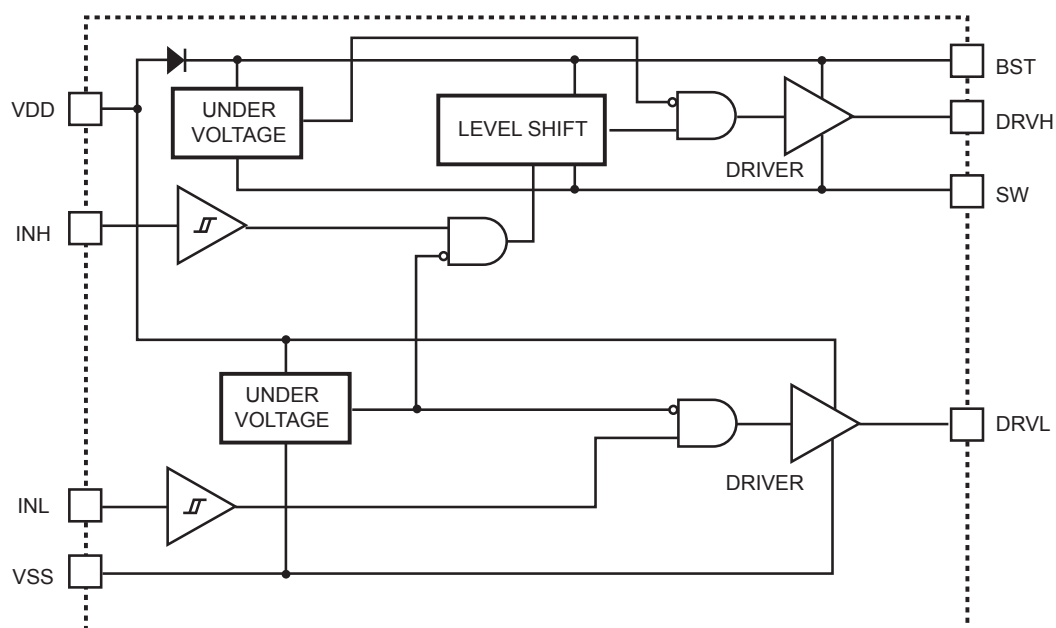 BST
VDD
UNDER
VOLTAGE
LEVEL SHIFT
DRVH
DRIVER
SW
INH
UNDER
VOLTAGE
DRVL
DRIVER
INL
VSS